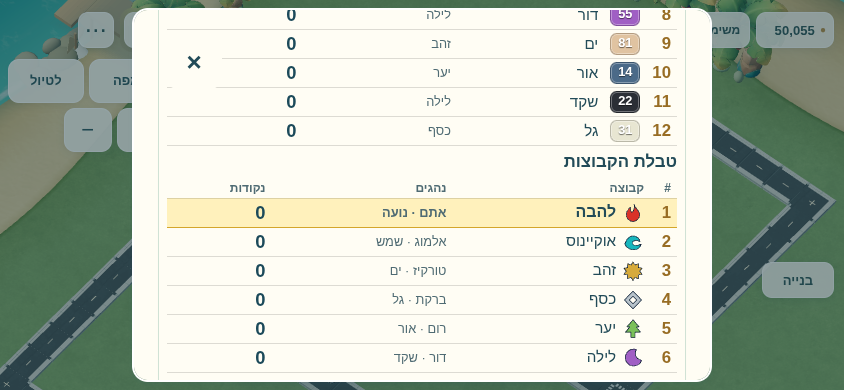 8 55 דור לילה 0
9 81 ים זהב 0
10 14 אור יער 0
11 22 שקד לילה 0
12 31 גל כסף 0
טבלת הקבוצות
# קבוצה נהגים נקודות
1 להבה אתם · נועה 0
2 אוקיינוס אלמוג · שמש 0
3 זהב טורקיז · ים 0
4 כסף ברקת · גל 0
5 יער רום · אור 0
6 לילה דור · שקד 0
×
50,055
לטיול
בנייה